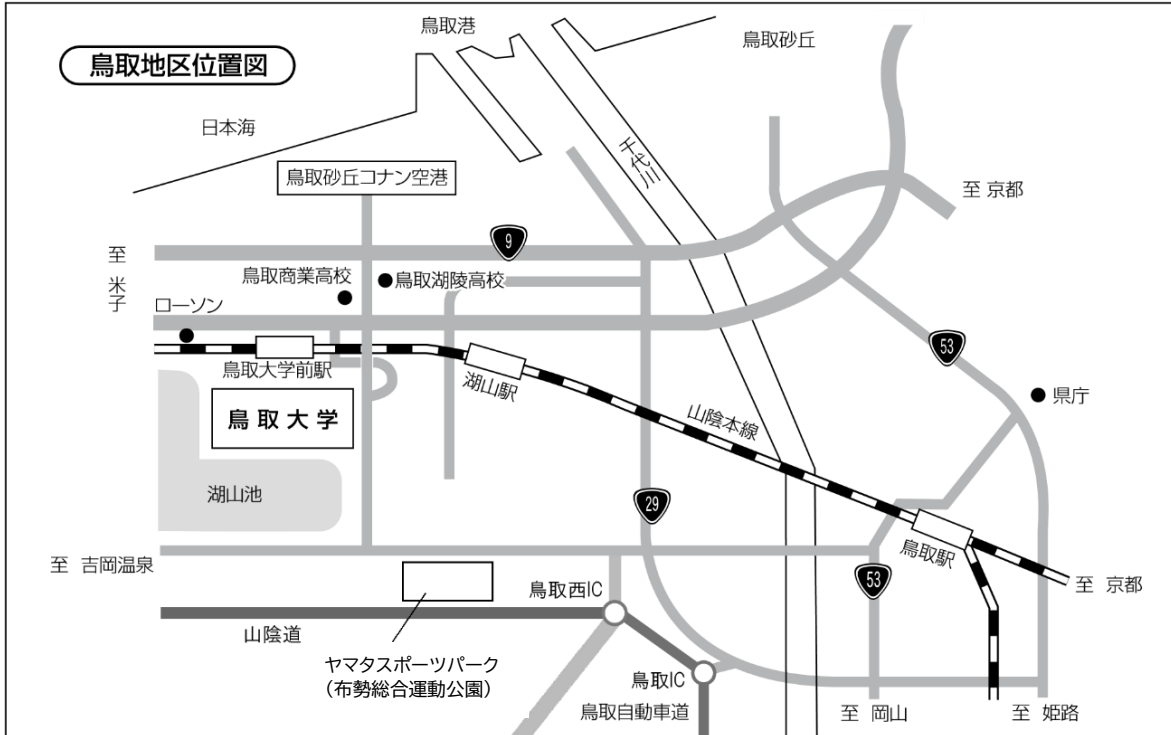 鳥取港
鳥取砂丘
鳥取地区位置図
日本海
千代川
鳥取砂丘コナン空港
至 京都
9
至 米子
鳥取商業高校
鳥取湖陵高校
ローソン
53
鳥取大学前駅
湖山駅
県庁
鳥取大学
山陰本線
湖山池
29
鳥取駅
至 吉岡温泉
53
至 京都
鳥取西IC
山陰道
ヤマタスポーツパーク
(布勢総合運動公園)
鳥取IC
鳥取自動車道
至 岡山
至 姫路